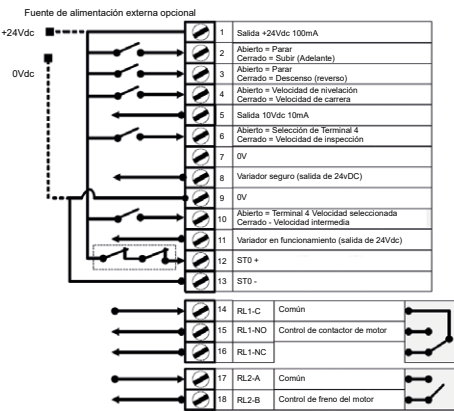 Fuente de alimentación externa opcional
+24Vdc
0Vdc
1 Salida +24Vdc 100mA
2 Abierto = Parar
Cerrado = Subir (Adelante)
3 Abierto = Parar
Cerrado = Descenso (reverso)
4 Abierto = Velocidad de nivelación
Cerrado = Velocidad de carrera
5 Salida 10Vdc 10mA
6 Abierto = Selección de Terminal 4
Cerrado = Velocidad de inspección
7 0V
8 Variador seguro (salida de 24vDC)
9 0V
10 Abierto = Terminal 4 Velocidad seleccionada
Cerrado - Velocidad intermedia
11 Variador en funcionamiento (salida de 24Vdc)
12 ST0 +
13 ST0 -
14 RL1-C Común
15 RL1-NO Control de contactor de motor
16 RL1-NC
17 RL2-A Común
18 RL2-B Control de freno del motor